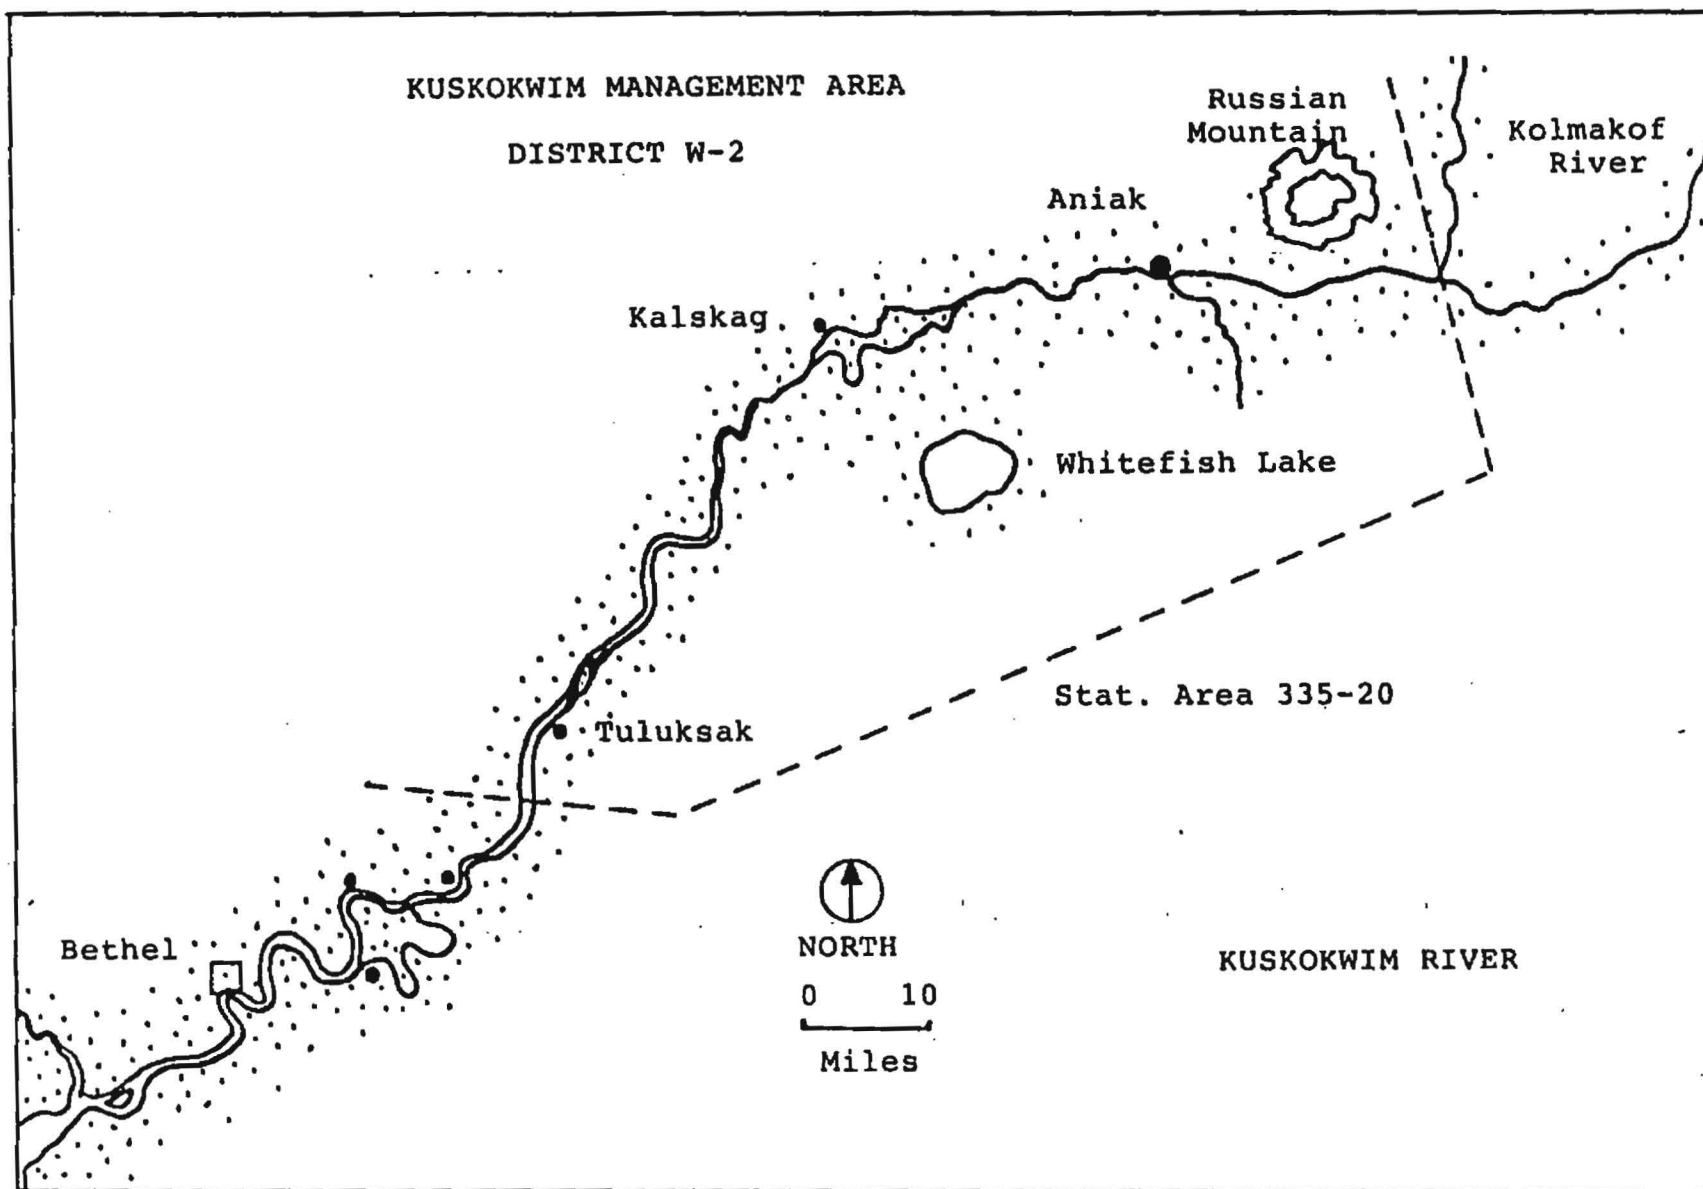 KUSKOKWIM MANAGEMENT AREA
DISTRICT W-2
Russian
Mountain
Kolmakof
River
Aniak
Kalskag
Whitefish Lake
Stat. Area 335-20
Tuluksak
Bethel
NORTH
KUSKOKWIM RIVER
0 10
Miles